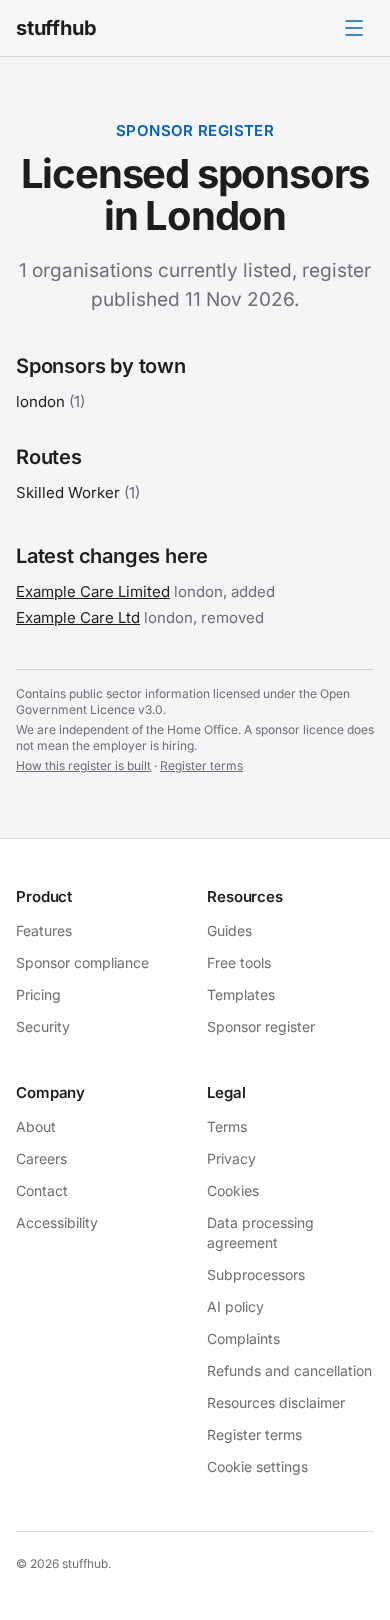 stuffhub
SPONSOR REGISTER
Licensed sponsors
in London
1 organisations currently listed, register
published 11 Nov 2026.
Sponsors by town
london (1)
Routes
Skilled Worker (1)
Latest changes here
Example Care Limited london, added
Example Care Ltd london, removed
Contains public sector information licensed under the Open
Government Licence v3.0.
We are independent of the Home Office. A sponsor licence does
not mean the employer is hiring.
How this register is built · Register terms
Product
Features
Sponsor compliance
Pricing
Security
Resources
Guides
Free tools
Templates
Sponsor register
Company
About
Careers
Contact
Accessibility
Legal
Terms
Privacy
Cookies
Data processing
agreement
Subprocessors
AI policy
Complaints
Refunds and cancellation
Resources disclaimer
Register terms
Cookie settings
© 2026 stuffhub.